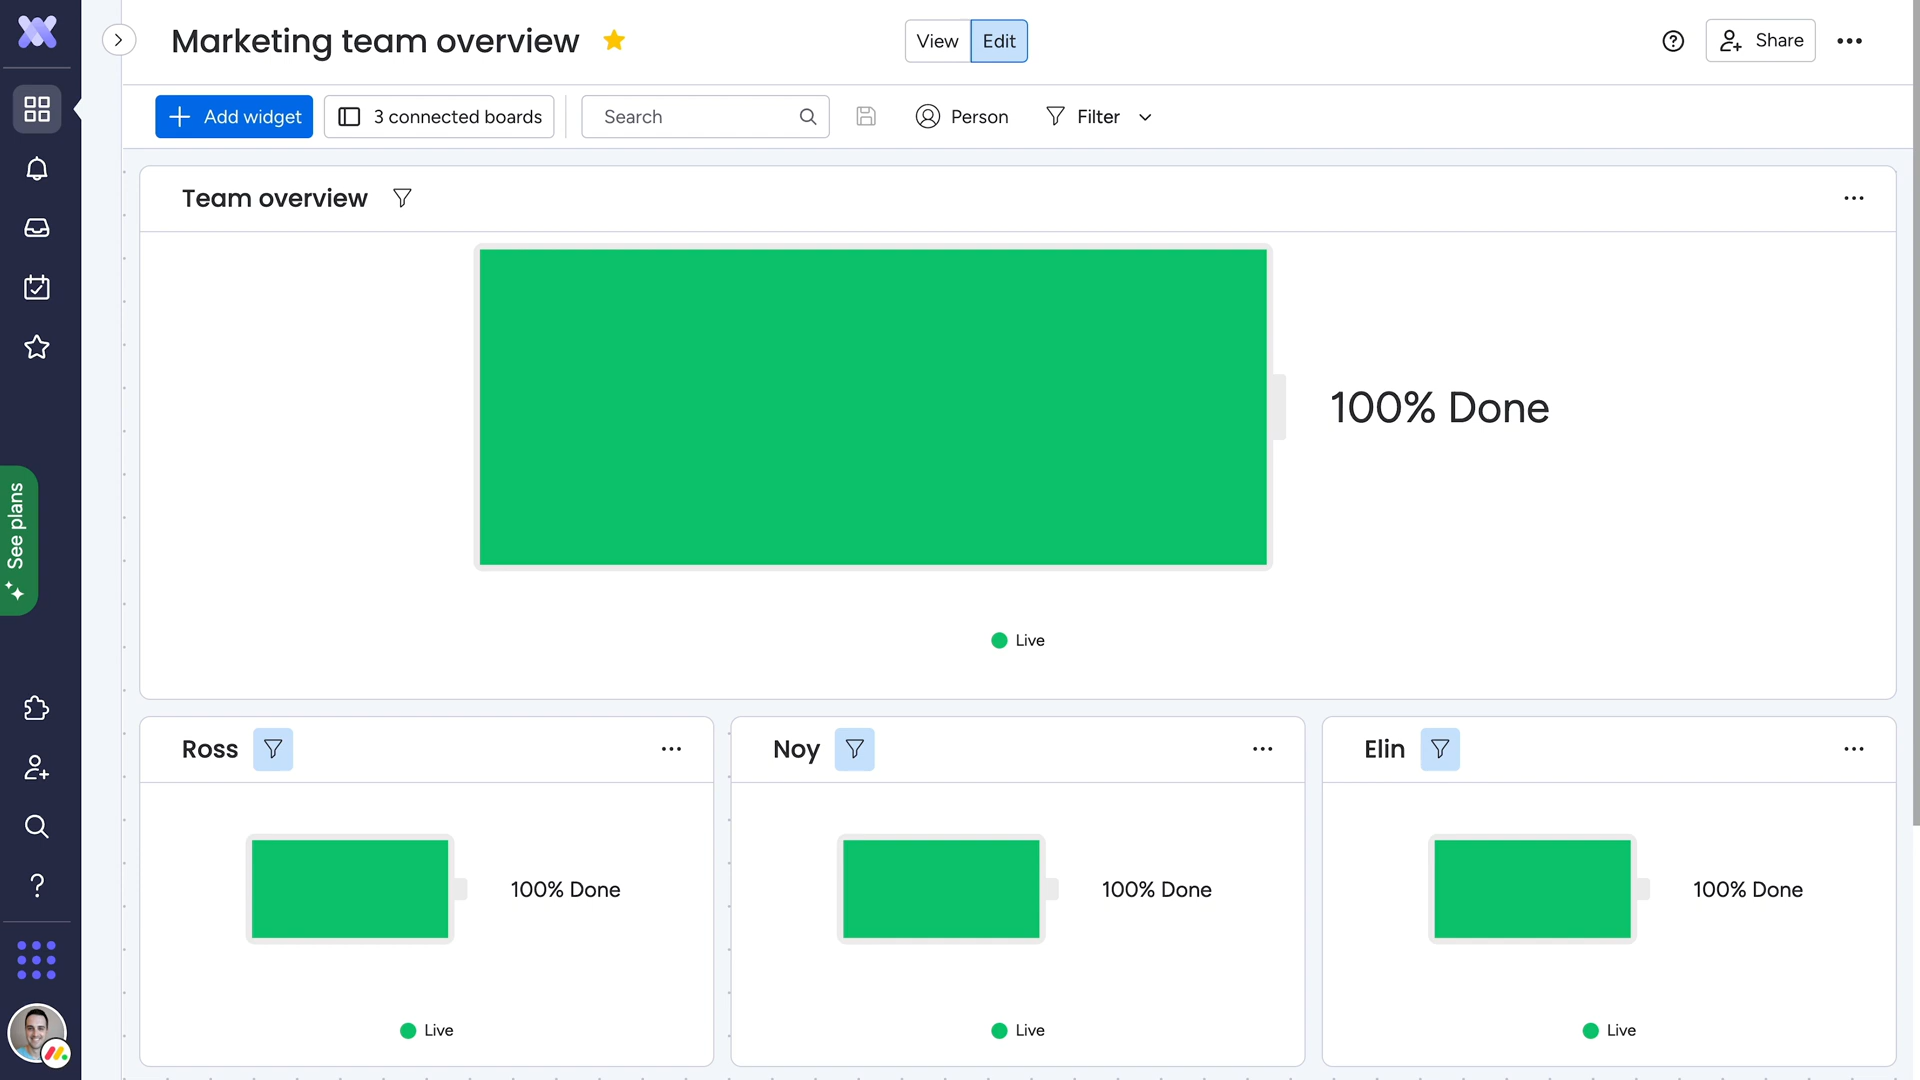 Marketing team overview
View
Edit
Share
Add widget
3 connected boards
Search
Person
Filter
Team overview
100% Done
Live
See plans
Ross
Noy
Elin
100% Done
100% Done
100% Done
Live
Live
Live